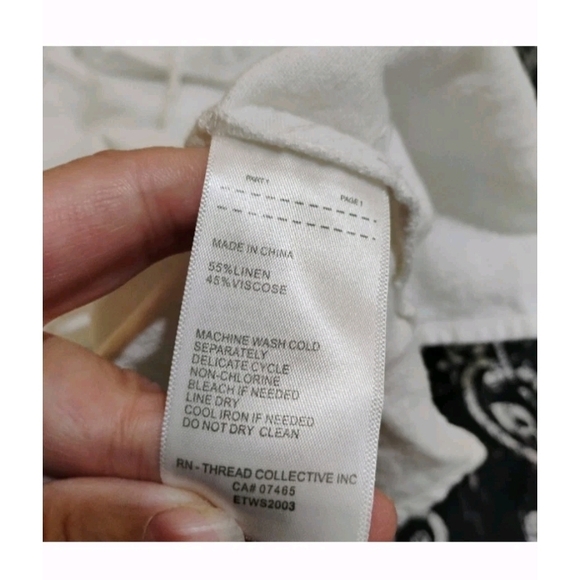 PART 1 PAGE 1
MADE IN CHINA
55%LINEN
45%VISCOSE
MACHINE WASH COLD
SEPARATELY
DELICATE CYCLE
NON-CHLORINE
BLEACH IF NEEDED
LINE DRY
COOL IRON IF NEEDED
DO NOT DRY CLEAN
RN - THREAD COLLECTIVE INC
CA# 07465
ETWS2003